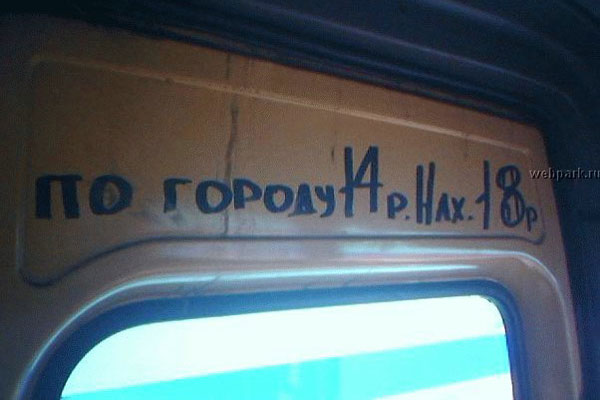 webpark.ru
ПО ГОРОДУ 14 р. НАХ. 18 р